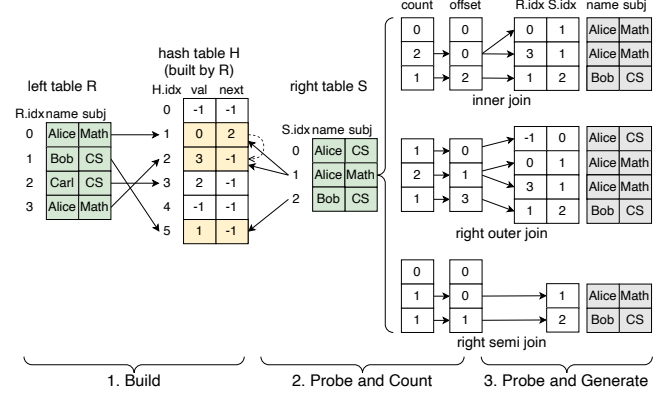 count offset R.idx S.idx name subj
0 0 0 1 Alice Math
2 0 3 1 Alice Math
1 2 1 2 Bob CS
inner join
hash table H
(built by R)
left table R
right table S
H.idx val next
R.idx name subj
S.idx name subj
0 -1 -1
0 Alice Math
1 0 2
1 Bob CS
2 3 -1
2 Carl CS
3 2 -1
3 Alice Math
4 -1 -1
5 1 -1
0 Alice CS
1 Alice Math
2 Bob CS
1 0 -1 0 Alice CS
2 1 0 1 Alice Math
1 3 3 1 Alice Math
1 2 Bob CS
right outer join
0 0
1 0 1 Alice Math
1 1 2 Bob CS
right semi join
1. Build
2. Probe and Count
3. Probe and Generate